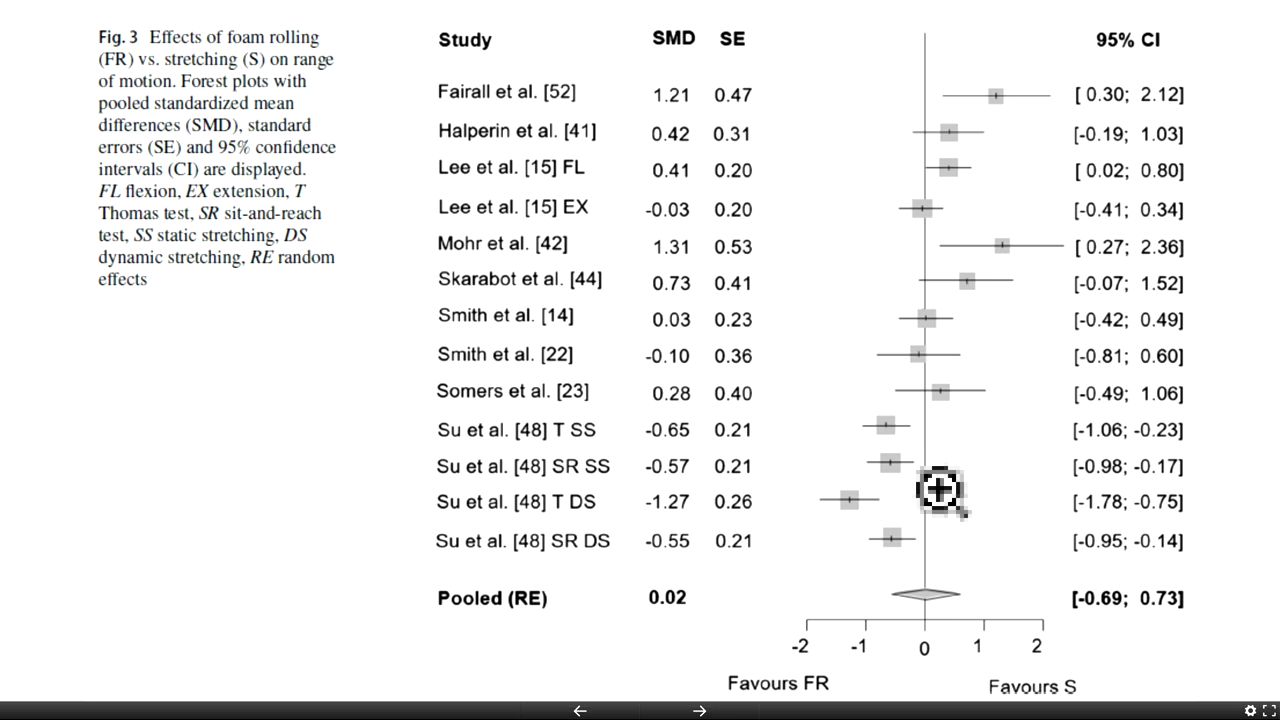 Fig. 3 Effects of foam rolling
(FR) vs. stretching (S) on range
of motion. Forest plots with
pooled standardized mean
differences (SMD), standard
errors (SE) and 95% confidence
intervals (CI) are displayed.
FL flexion, EX extension, T
Thomas test, SR sit-and-reach
test, SS static stretching, DS
dynamic stretching, RE random
effects
Study SMD SE 95% CI
Fairall et al. [52] 1.21 0.47 [ 0.30; 2.12]
Halperin et al. [41] 0.42 0.31 [-0.19; 1.03]
Lee et al. [15] FL 0.41 0.20 [ 0.02; 0.80]
Lee et al. [15] EX -0.03 0.20 [-0.41; 0.34]
Mohr et al. [42] 1.31 0.53 [ 0.27; 2.36]
Skarabot et al. [44] 0.73 0.41 [-0.07; 1.52]
Smith et al. [14] 0.03 0.23 [-0.42; 0.49]
Smith et al. [22] -0.10 0.36 [-0.81; 0.60]
Somers et al. [23] 0.28 0.40 [-0.49; 1.06]
Su et al. [48] T SS -0.65 0.21 [-1.06; -0.23]
Su et al. [48] SR SS -0.57 0.21 [-0.98; -0.17]
Su et al. [48] T DS -1.27 0.26 [-1.78; -0.75]
Su et al. [48] SR DS -0.55 0.21 [-0.95; -0.14]
Pooled (RE) 0.02 [-0.69; 0.73]
-2 -1 0 1 2
Favours FR Favours S